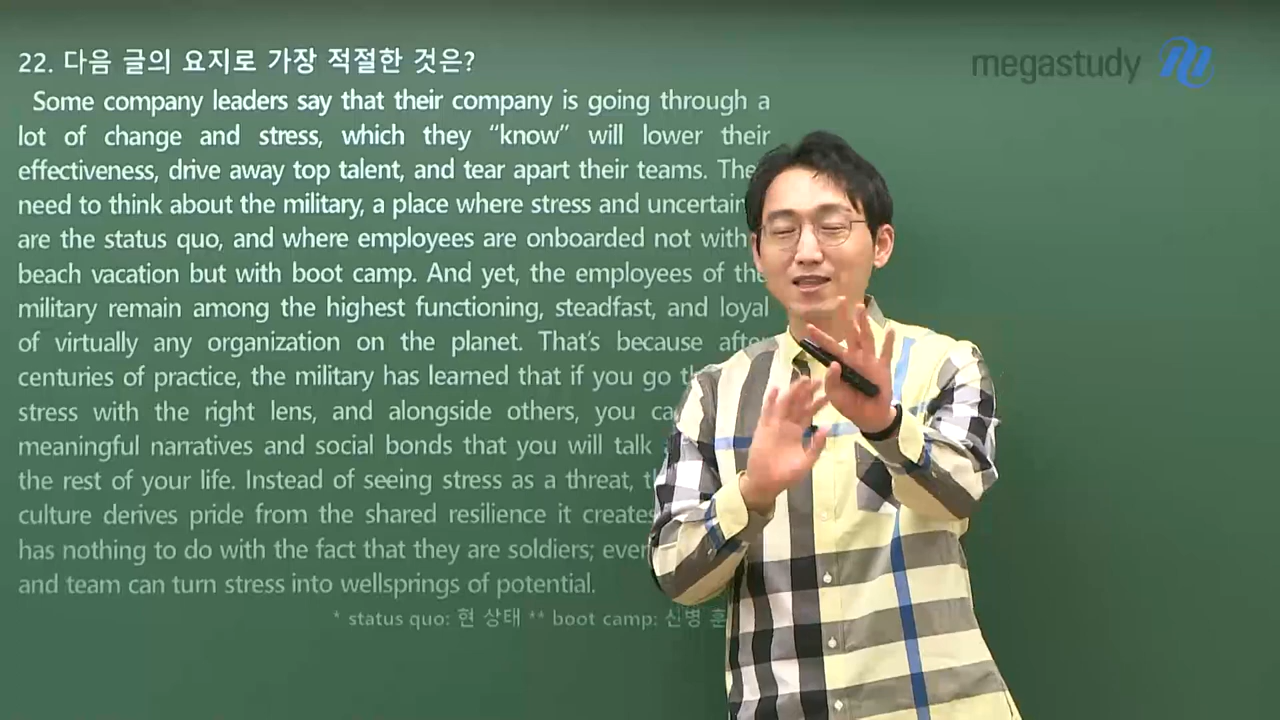 22. 다음 글의 요지로 가장 적절한 것은?
megastudy
Some company leaders say that their company is going through a
lot of change and stress, which they “know” will lower their
effectiveness, drive away top talent, and tear apart their teams. The
need to think about the military, a place where stress and uncertain
are the status quo, and where employees are onboarded not with
beach vacation but with boot camp. And yet, the employees of the
military remain among the highest functioning, steadfast, and loyal
of virtually any organization on the planet. That’s because after
centuries of practice, the military has learned that if you go
stress with the right lens, and alongside others, you
meaningful narratives and social bonds that you will talk
the rest of your life. Instead of seeing stress as a threat,
culture derives pride from the shared resilience it creates
has nothing to do with the fact that they are soldiers;
and team can turn stress into wellsprings of potential.
* status quo: 현 상태 ** boot camp: 신병